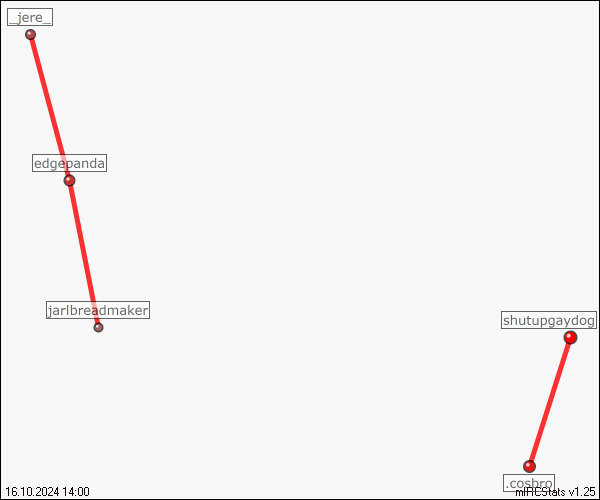 _jere_
edgepanda
jarlbreadmaker
shutupgaydog
.cosbro
16.10.2024 14:00
mIRCStats v1.25